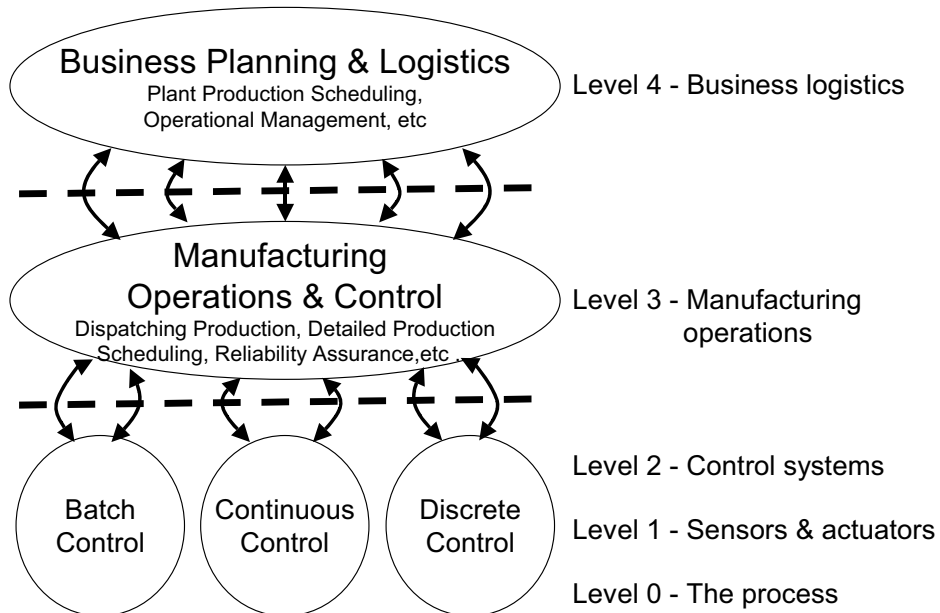 Business Planning & Logistics
Plant Production Scheduling,
Operational Management, etc
Level 4 - Business logistics
Manufacturing
Operations & Control
Dispatching Production, Detailed Production
Scheduling, Reliability Assurance,etc .
Level 3 - Manufacturing
operations
Batch
Control
Continuous
Control
Discrete
Control
Level 2 - Control systems
Level 1 - Sensors & actuators
Level 0 - The process